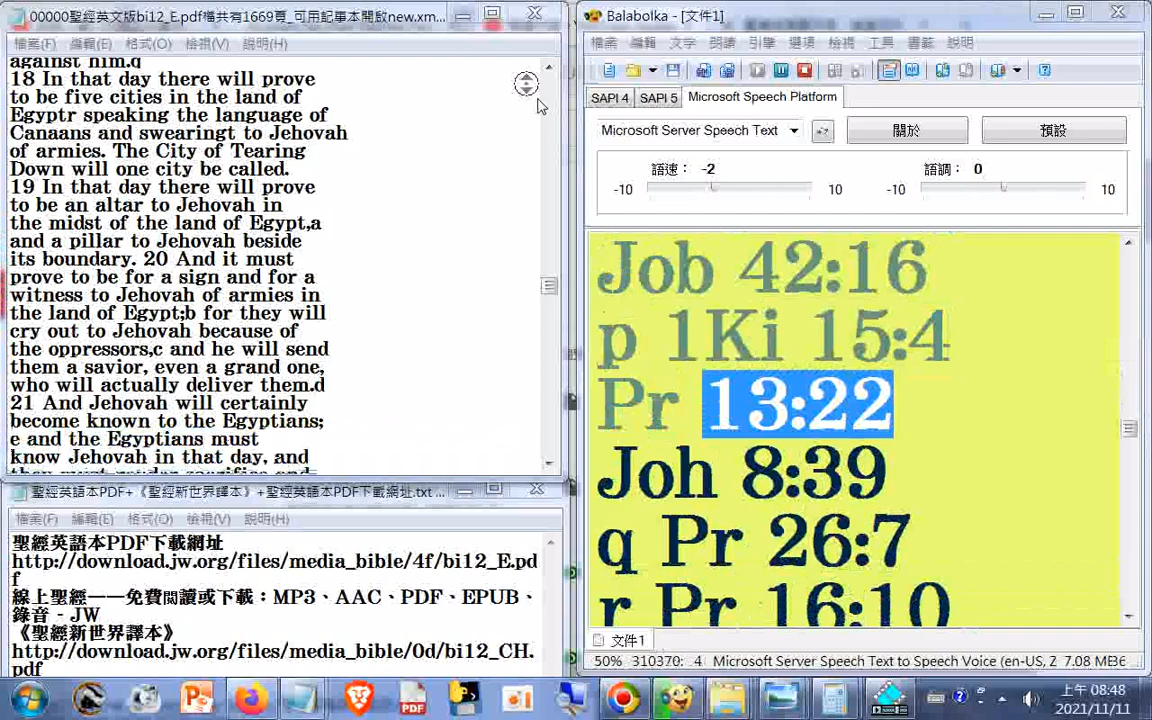 00000聖經英文版bi12_E.pdf檔共有1669頁_可用記事本開啟new.xm...
檔案(F) 編輯(E) 格式(O) 檢視(V) 說明(H)
against him.q
18 In that day there will prove
to be five cities in the land of
Egyptr speaking the language of
Canaans and swearingt to Jehovah
of armies. The City of Tearing
Down will one city be called.
19 In that day there will prove
to be an altar to Jehovah in
the midst of the land of Egypt,a
and a pillar to Jehovah beside
its boundary. 20 And it must
prove to be for a sign and for a
witness to Jehovah of armies in
the land of Egypt;b for they will
cry out to Jehovah because of
the oppressors,c and he will send
them a savior, even a grand one,
who will actually deliver them.d
21 And Jehovah will certainly
become known to the Egyptians;
e and the Egyptians must
know Jehovah in that day, and
they must render sacrifice and
聖經英語本PDF+《聖經新世界譯本》+聖經英語本PDF下載網址.txt ...
檔案(F) 編輯(E) 格式(O) 檢視(V) 說明(H)
聖經英語本PDF下載網址
http://download.jw.org/files/media_bible/4f/bi12_E.pd
f
線上聖經——免費閱讀或下載：MP3、AAC、PDF、EPUB、
錄音 - JW
《聖經新世界譯本》
http://download.jw.org/files/media_bible/0d/bi12_CH.
pdf
Balabolka - [文件1]
檔案 編輯 文字 朗讀 引擎 選項 檢視 工具 書籤 說明
SAPI 4 SAPI 5 Microsoft Speech Platform
Microsoft Server Speech Text 關於 預設
語速： -2 語調： 0
-10 10 -10 10
Job 42:16
p 1Ki 15:4
Pr 13:22
Joh 8:39
q Pr 26:7
r Pr 16:10
文件1
50% 310370: 4 Microsoft Server Speech Text to Speech Voice (en-US, Z 7.08 MB
上午 08:48
2021/11/11